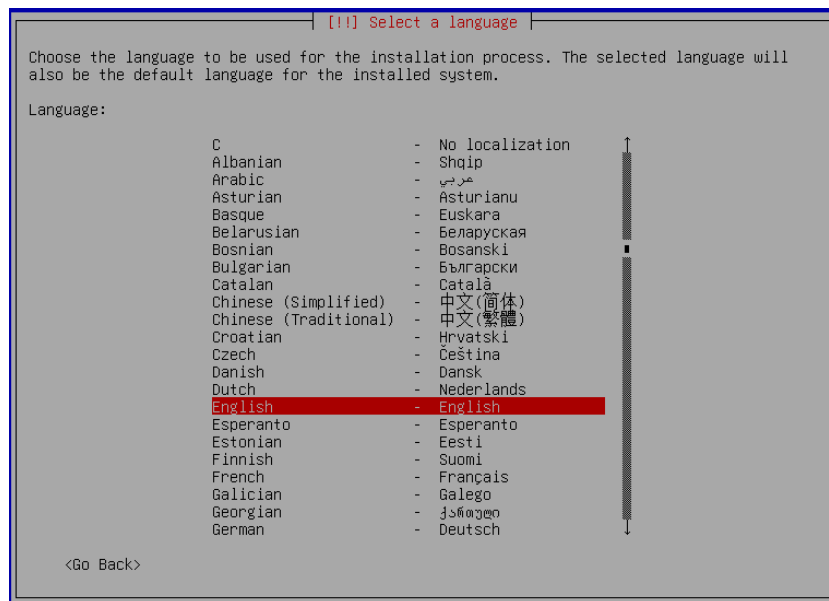 [!!] Select a language
Choose the language to be used for the installation process. The selected language will
also be the default language for the installed system.
Language:
C - No localization
Albanian - Shqip
Arabic - عربي
Asturian - Asturianu
Basque - Euskara
Belarusian - Беларуская
Bosnian - Bosanski
Bulgarian - Български
Catalan - Català
Chinese (Simplified) - 中文(简体)
Chinese (Traditional) - 中文(繁體)
Croatian - Hrvatski
Czech - Čeština
Danish - Dansk
Dutch - Nederlands
English - English
Esperanto - Esperanto
Estonian - Eesti
Finnish - Suomi
French - Français
Galician - Galego
Georgian - ქართული
German - Deutsch
<Go Back>